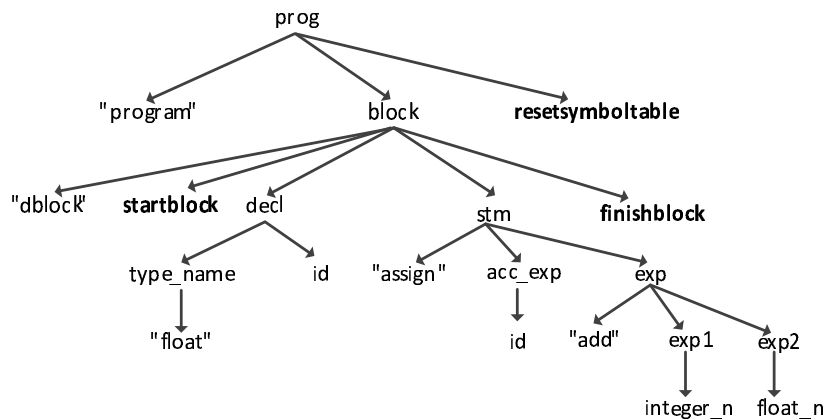 prog
"program" block resetsymboltable
"dblock" startblock decl stm finishblock
type_name id "assign" acc_exp exp
"float" id "add" exp1 exp2
integer_n float_n